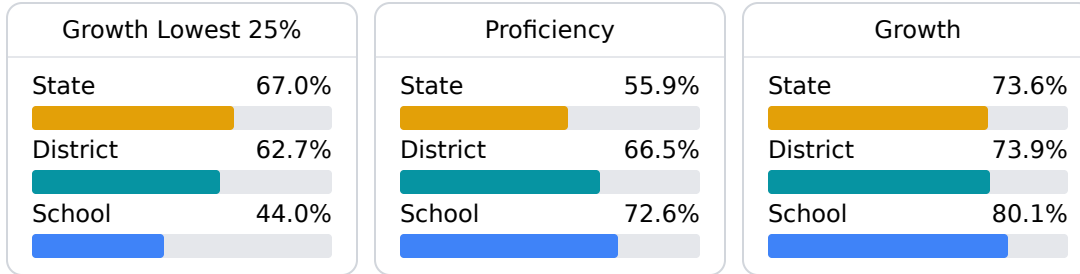 Growth Lowest 25%
State 67.0%
District 62.7%
School 44.0%
Proficiency
State 55.9%
District 66.5%
School 72.6%
Growth
State 73.6%
District 73.9%
School 80.1%